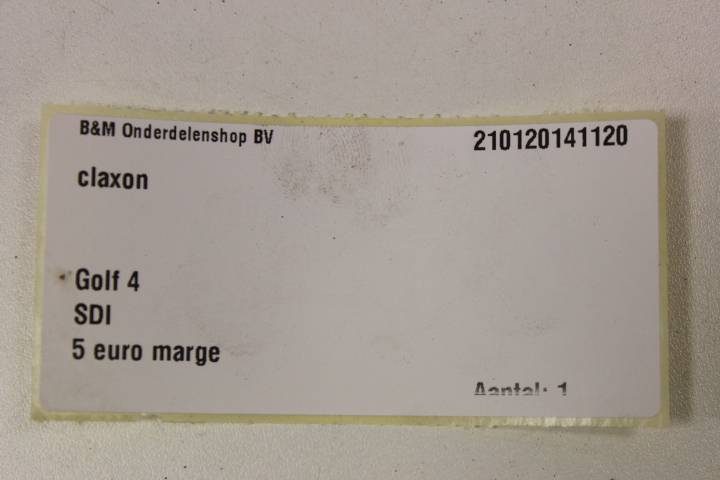 B&M Onderdelenshop BV
210120141120
claxon
Golf 4
SDI
5 euro marge
Aantal: 1